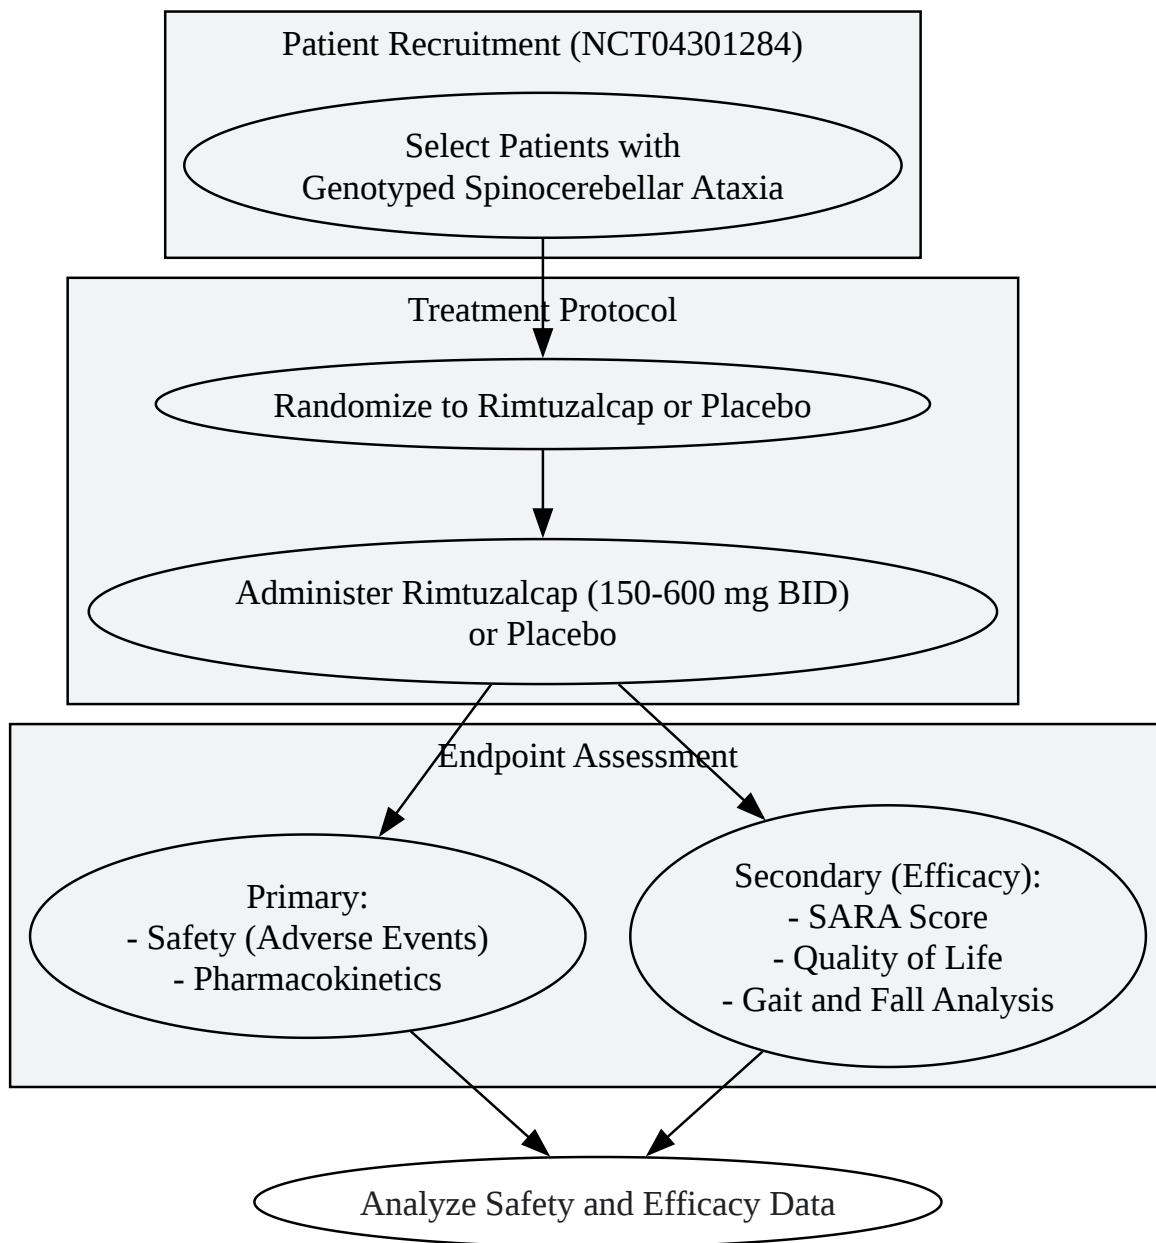 Patient Recruitment (NCT04301284)
Select Patients with
Genotyped Spinocerebellar Ataxia
Treatment Protocol
Randomize to Rimtuzalcap or Placebo
Administer Rimtuzalcap (150-600 mg BID)
or Placebo
Endpoint Assessment
Primary:
- Safety (Adverse Events)
- Pharmacokinetics
Secondary (Efficacy):
- SARA Score
- Quality of Life
- Gait and Fall Analysis
Analyze Safety and Efficacy Data